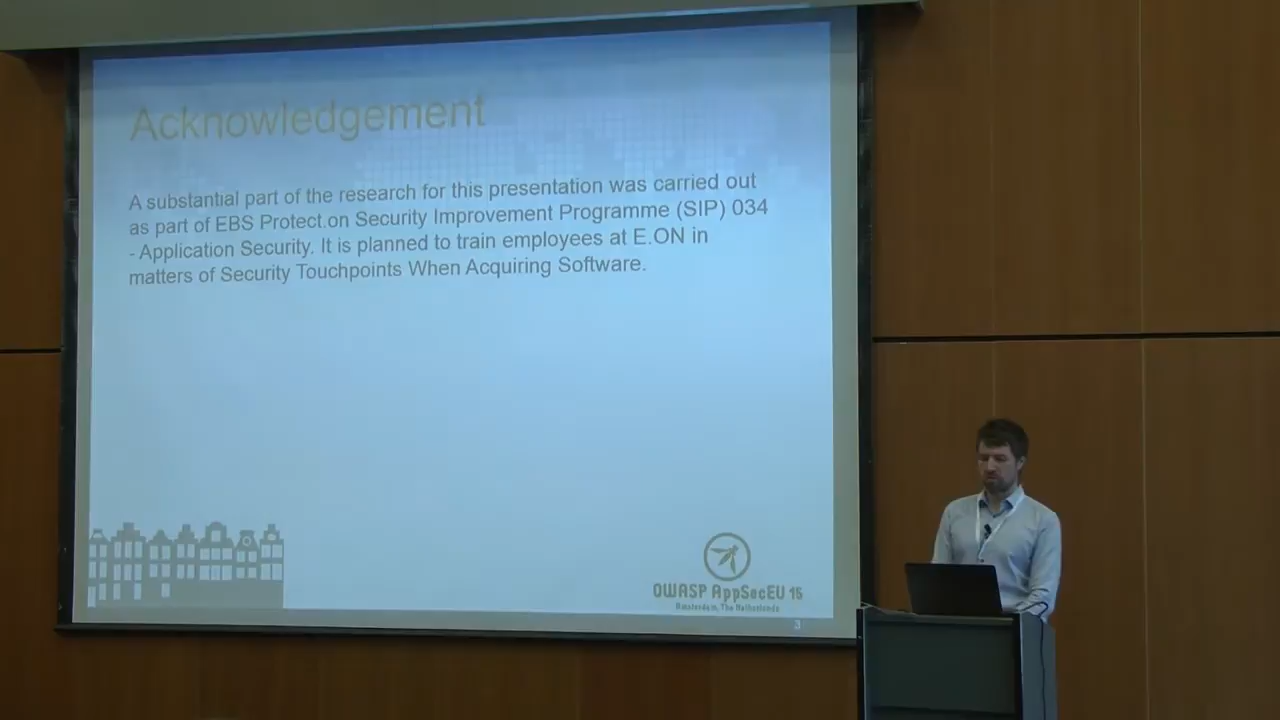 Acknowledgement
A substantial part of the research for this presentation was carried out
as part of EBS Protect.on Security Improvement Programme (SIP) 034
- Application Security. It is planned to train employees at E.ON in
matters of Security Touchpoints When Acquiring Software.
OWASP AppSecEU 15
Amsterdam, The Netherlands
3